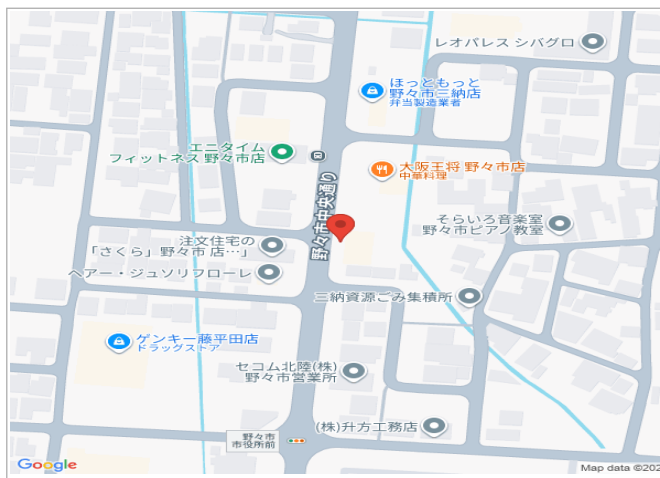 レオパレス シバグロ
ほっともっと
野々市三納店
弁当製造業者
エニタイム
フィットネス 野々市店
大阪王将 野々市店
中華料理
野々市中央通り
そらいろ音楽室
野々市ピアノ教室
注文住宅の
「さくら」野々市 店…」
ヘアー・ジュソリフローレ
三納資源ごみ集積所
ゲンキー藤平田店
ドラッグストア
セコム北陸(株)
野々市営業所
(株)升方工務店
野々市
市役所前
Google
Map data ©202